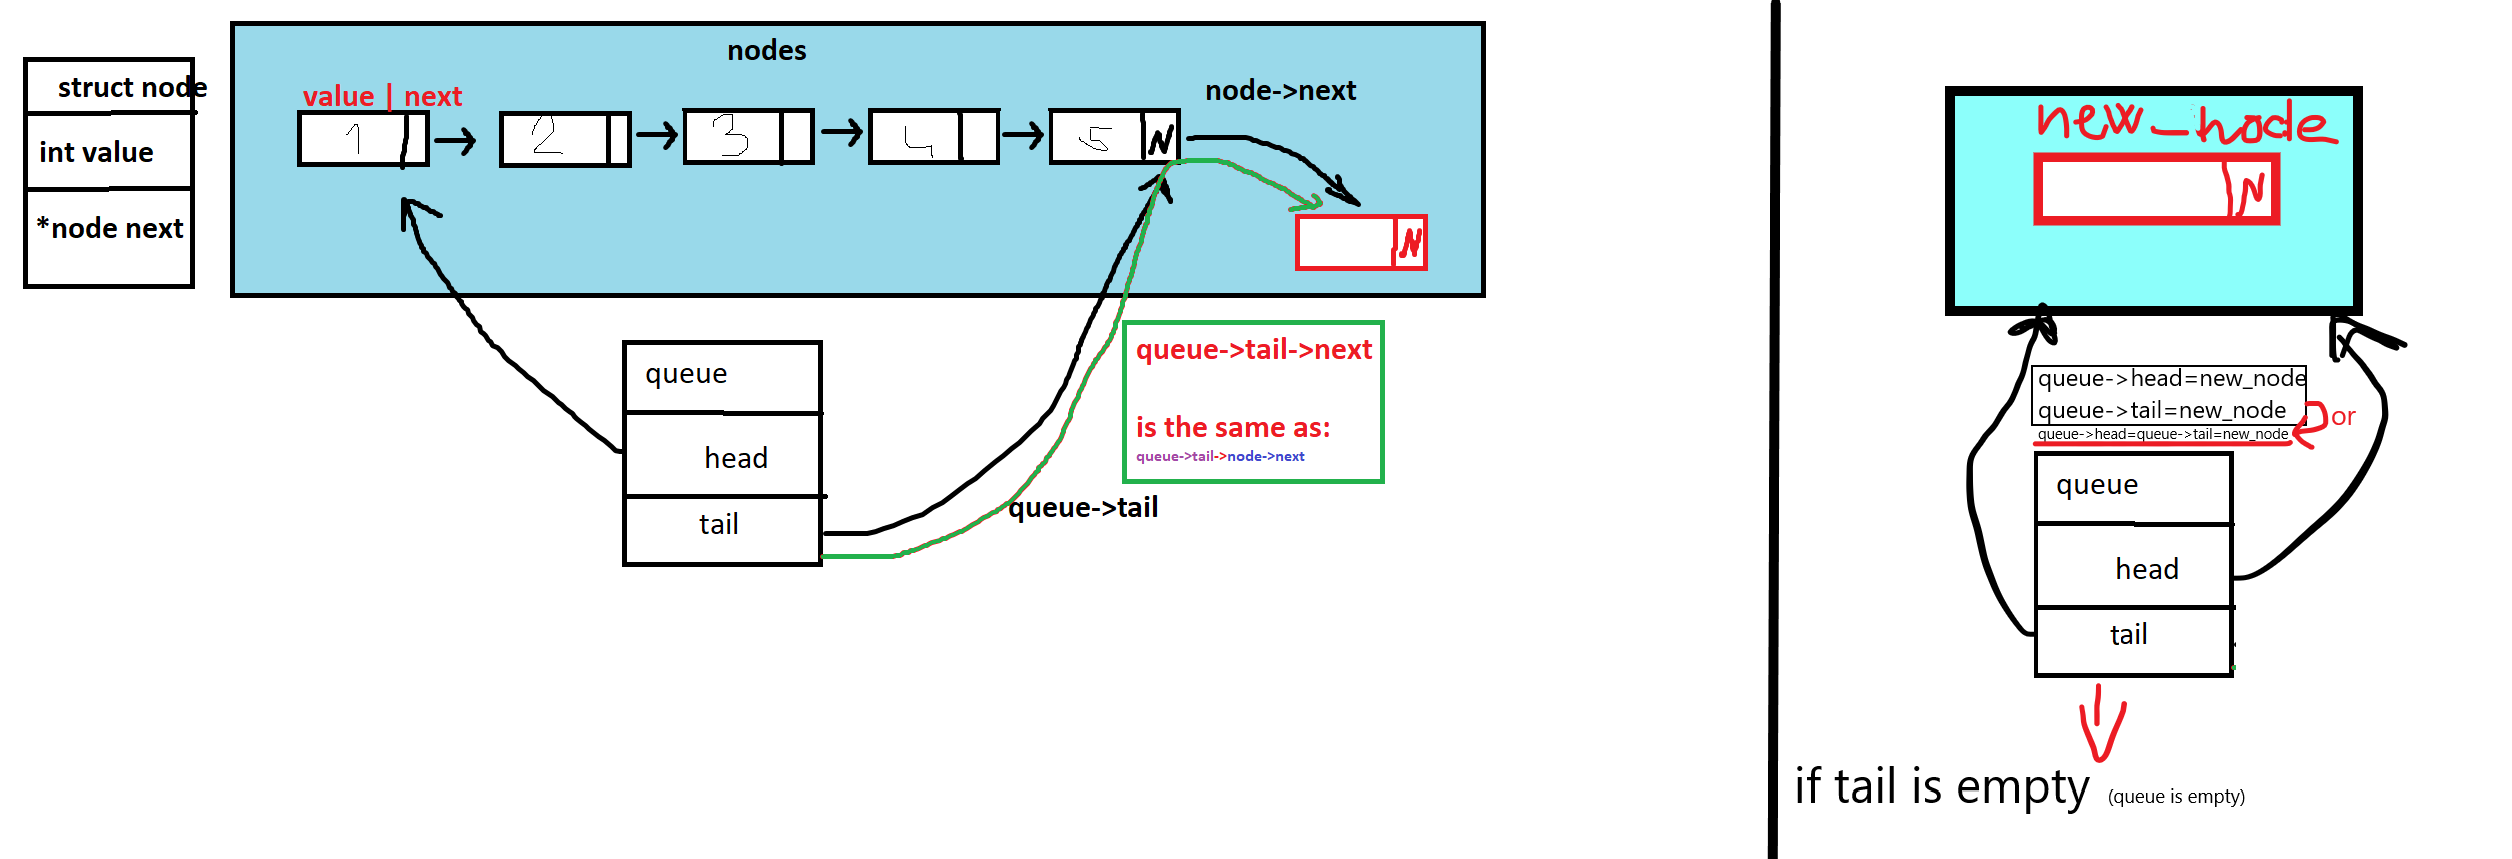 struct node
int value
*node next
nodes
value | next
node->next
1
2
3
4
5
N
N
queue
head
tail
queue->tail->next
is the same as:
queue->tail->node->next
queue->tail
new_node
N
queue->head=new_node
queue->tail=new_node
or
queue->head=queue->tail=new_node
queue
head
tail
if tail is empty (queue is empty)